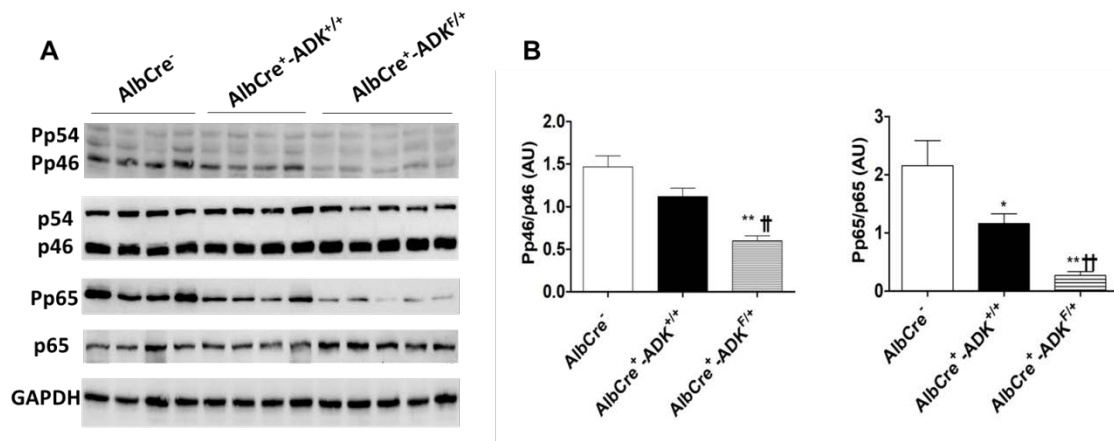 A
AlbCre⁻
AlbCre⁺-ADK⁺/⁺
AlbCre⁺-ADKF/⁺
Pp54
Pp46
p54
p46
Pp65
p65
GAPDH
B
Pp46/p46 (AU)
2.0
1.5
1.0
0.5
0.0
** ††
AlbCre⁻
AlbCre⁺-ADK⁺/⁺
AlbCre⁺-ADKF/⁺
Pp65/p65 (AU)
3
2
1
0
*
**††
AlbCre⁻
AlbCre⁺-ADK⁺/⁺
AlbCre⁺-ADKF/⁺